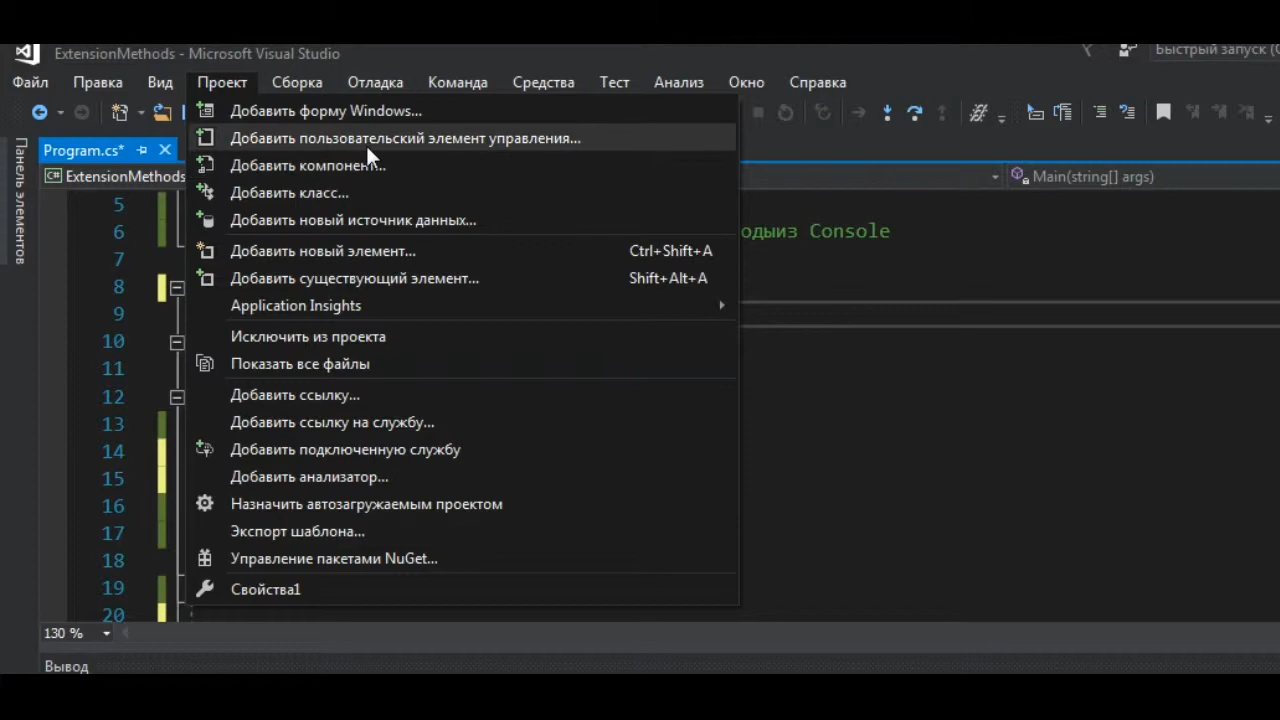 ExtensionMethods - Microsoft Visual Studio
Быстрый запуск (C
Файл Правка Вид Проект Сборка Отладка Команда Средства Тест Анализ Окно Справка
Program.cs*
ExtensionMethods
Main(string[] args)
Панель элементов
Добавить форму Windows...
Добавить пользовательский элемент управления...
Добавить компонент...
Добавить класс...
Добавить новый источник данных...
Добавить новый элемент... Ctrl+Shift+A
Добавить существующий элемент... Shift+Alt+A
Application Insights
Исключить из проекта
Показать все файлы
Добавить ссылку...
Добавить ссылку на службу...
Добавить подключенную службу
Добавить анализатор...
Назначить автозагружаемым проектом
Экспорт шаблона...
Управление пакетами NuGet...
Свойства1
5
6 одыиз Console
7
8
9
10
11
12
13
14
15
16
17
18
19
20
130 %
Вывод